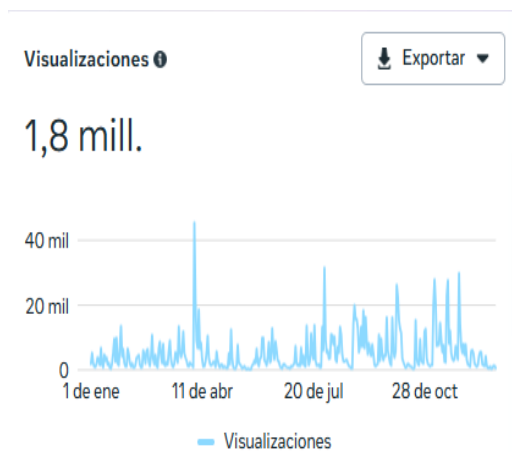 Visualizaciones
Exportar
1,8 mill.
40 mil
20 mil
0
1 de ene 11 de abr 20 de jul 28 de oct
Visualizaciones